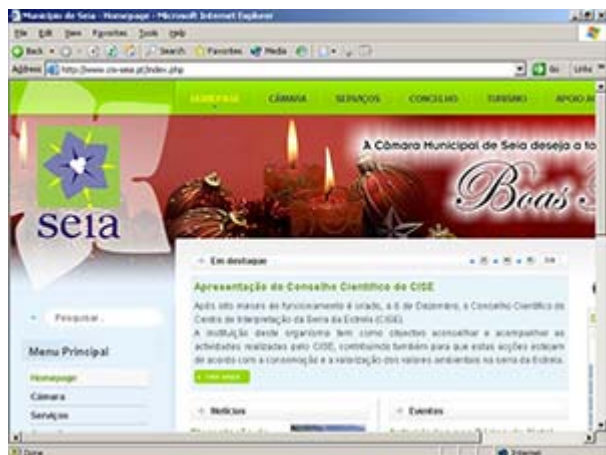 Município de Seia - Homepage - Microsoft Internet Explorer
File Edit View Favorites Tools Help
Back Search Favorites Media
Address http://www.cm-seia.pt/index.php Go Links
HOMEPAGE CÂMARA SERVIÇOS CONCELHO TURISMO APOIO A
A Câmara Municipal de Seia deseja a to
Boas
seia
Em destaque
Apresentação do Conselho Científico do CISE
Após oito meses de funcionamento é criado, a 6 de Dezembro, o Conselho Científico do
Centro de Interpretação da Serra da Estrela (CISE).
A instituição deste organismo tem como objectivo aconselhar e acompanhar as
actividades realizadas pelo CISE, contribuindo também para que estas acções estejam
de acordo com a conservação e a valorização dos valores ambientais na serra da Estrela.
Pesquisar..
Menu Principal
Homepage
Câmara
Serviços
Notícias Eventos
Done Internet